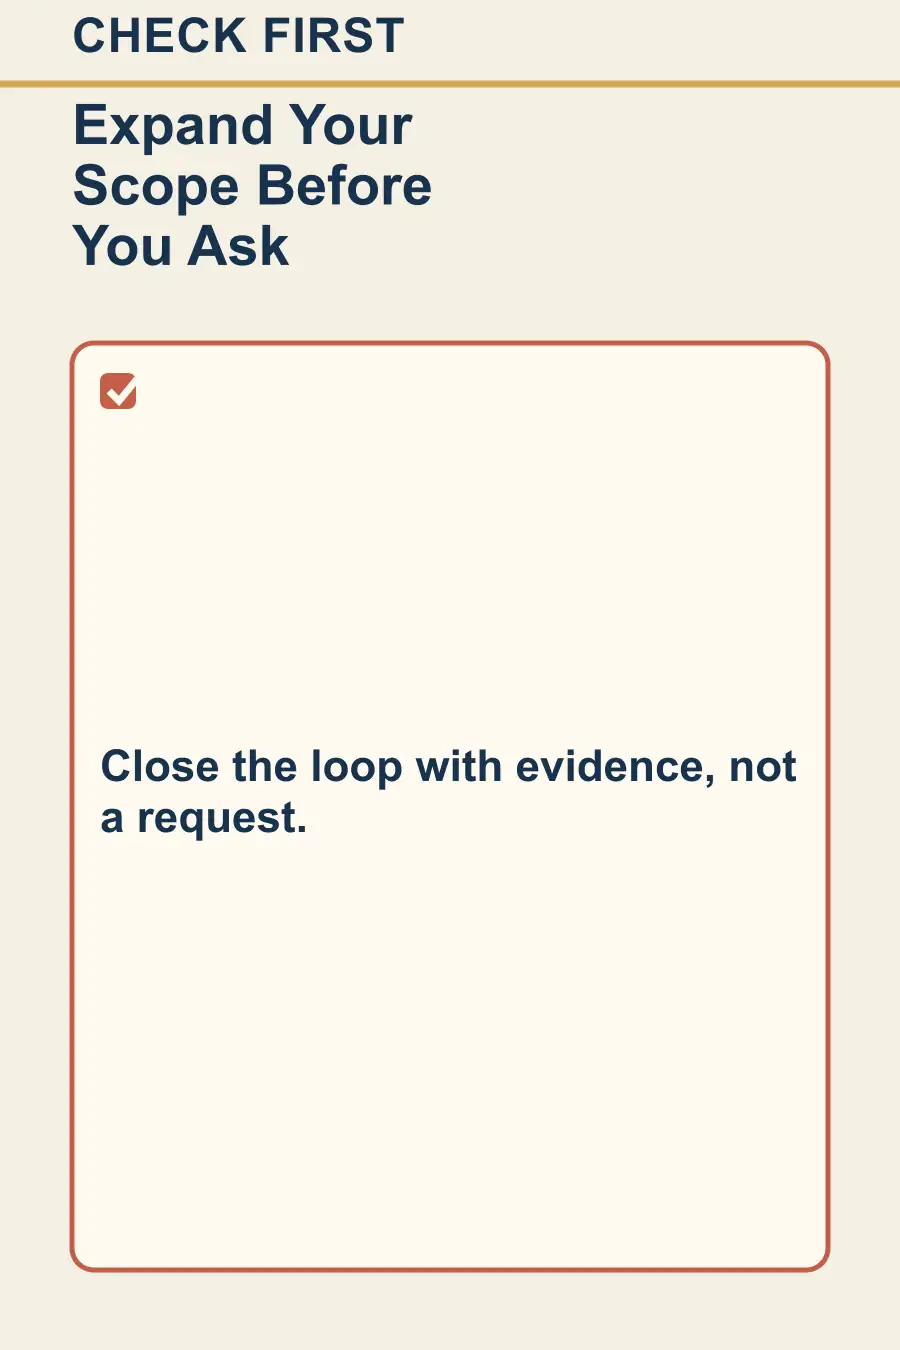 CHECK FIRST
Expand Your
Scope Before
You Ask
Close the loop with evidence, not
a request.